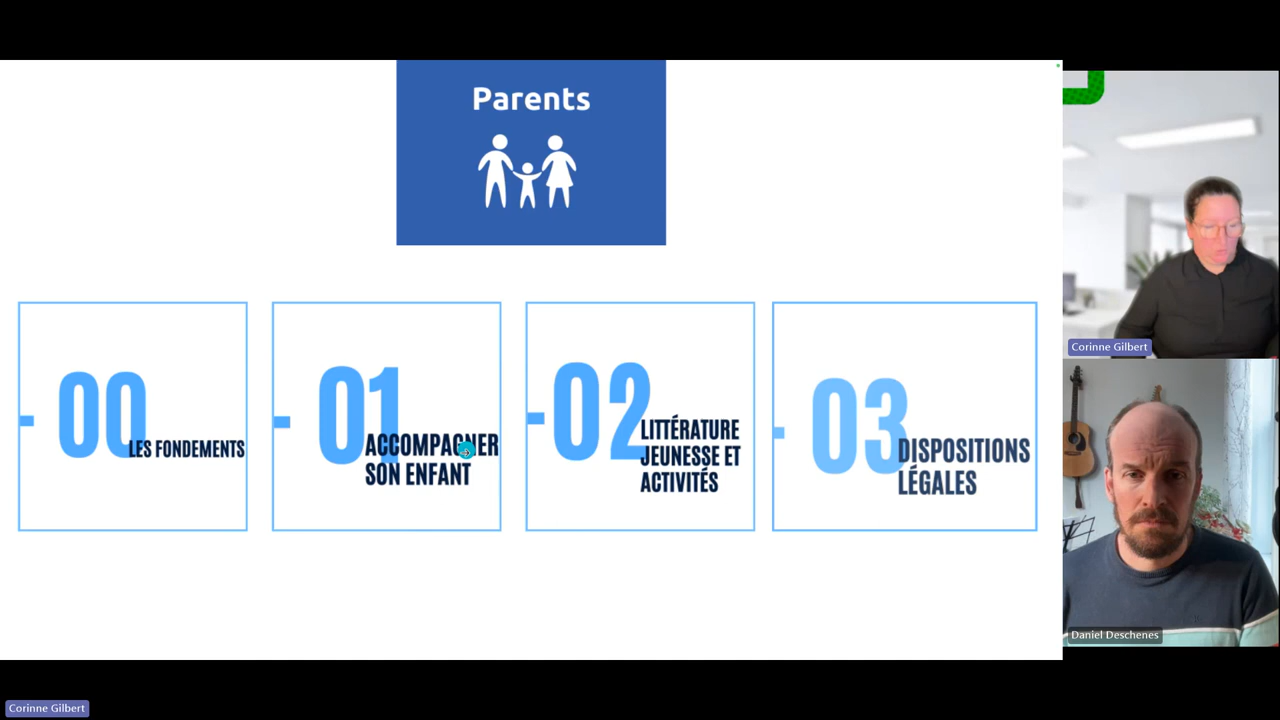 Parents
00
LES FONDEMENTS
01
ACCOMPAGNER
SON ENFANT
02
LITTÉRATURE
JEUNESSE ET
ACTIVITÉS
03
DISPOSITIONS
LÉGALES
Corinne Gilbert
Daniel Deschenes
Corinne Gilbert